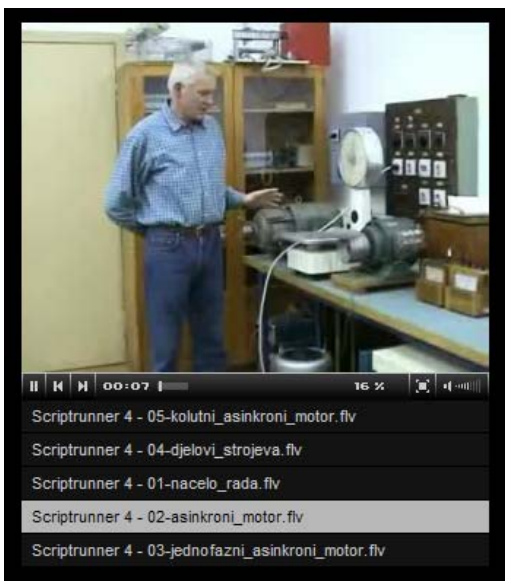 00:07
16 %
Scriptrunner 4 - 05-kolutni_asinkroni_motor.flv
Scriptrunner 4 - 04-djelovi_strojeva.flv
Scriptrunner 4 - 01-nacelo_rada.flv
Scriptrunner 4 - 02-asinkroni_motor.flv
Scriptrunner 4 - 03-jednofazni_asinkroni_motor.flv